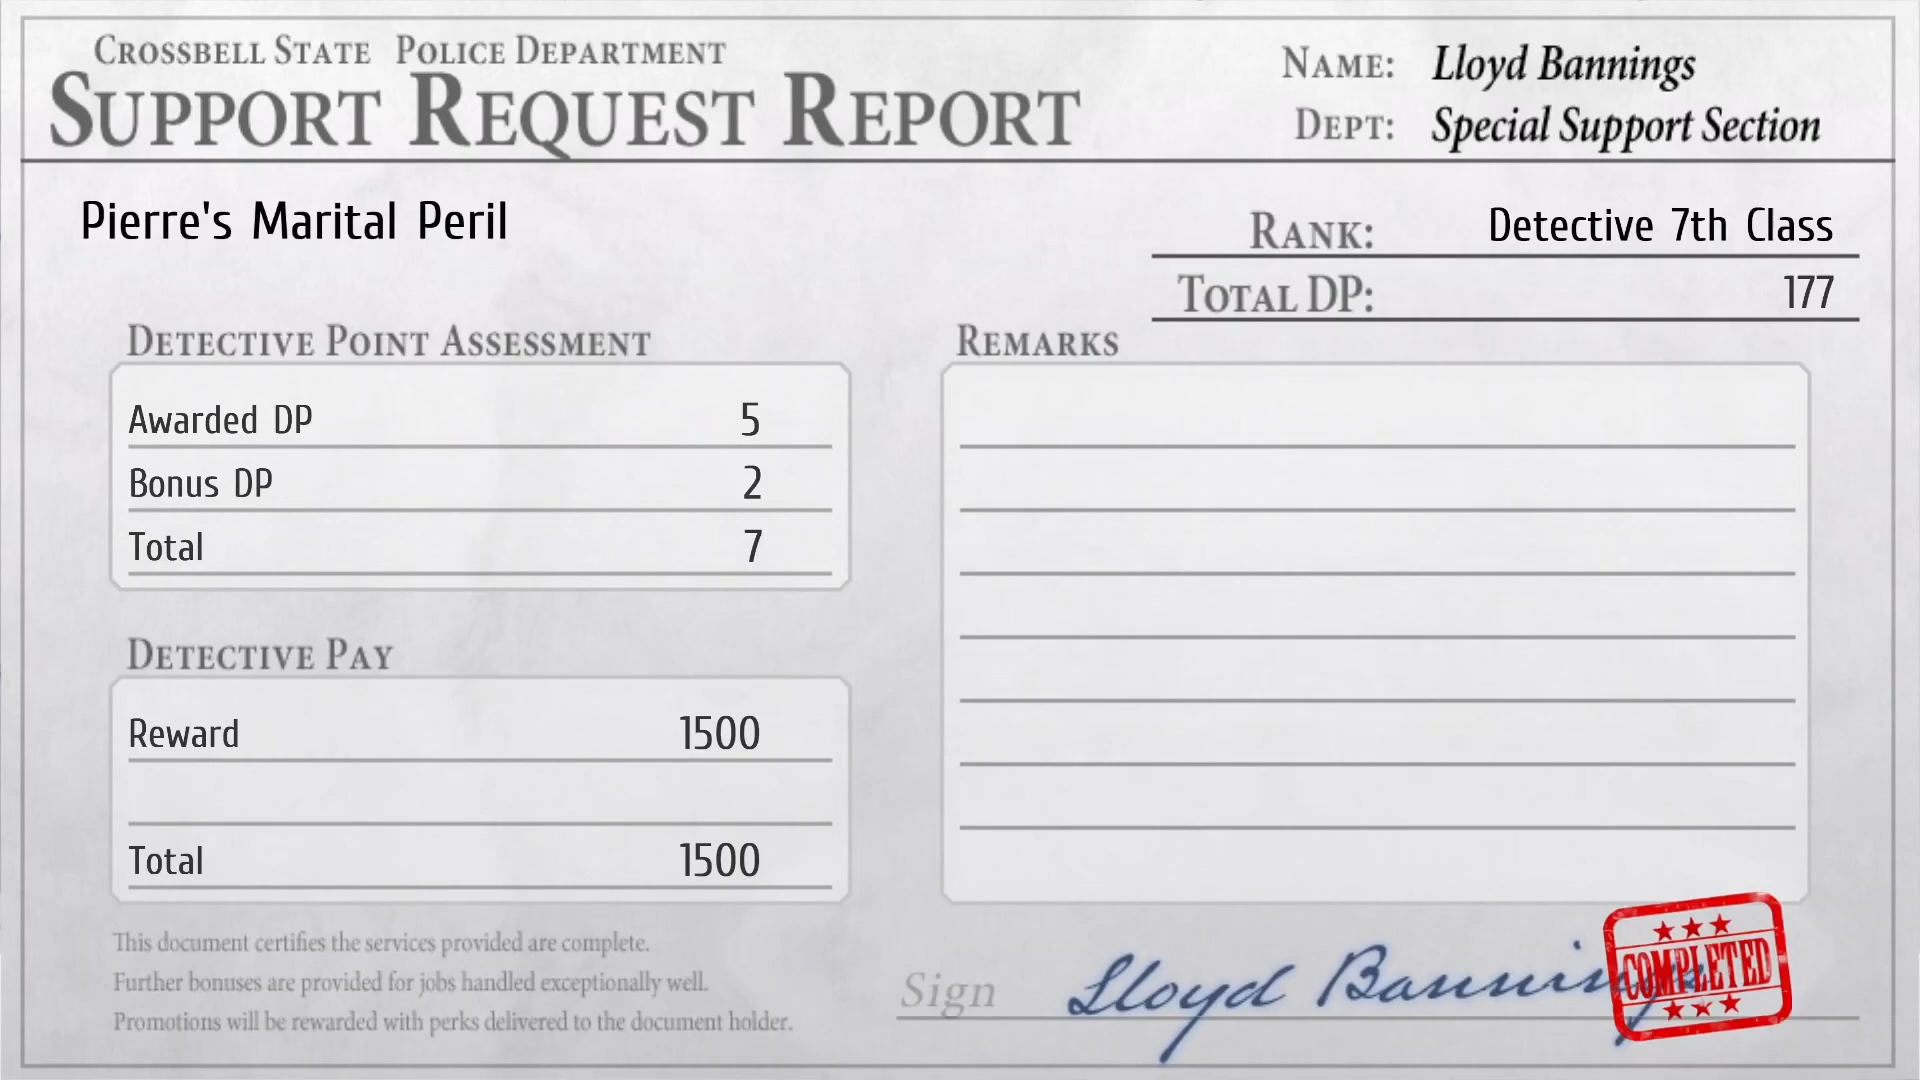 Crossbell State Police Department
Support Request Report
Name: Lloyd Bannings
Dept: Special Support Section
Pierre's Marital Peril
Rank: Detective 7th Class
Total DP: 177
Detective Point Assessment
Awarded DP 5
Bonus DP 2
Total 7
Detective Pay
Reward 1500
Total 1500
Remarks
This document certifies the services provided are complete.
Further bonuses are provided for jobs handled exceptionally well.
Promotions will be rewarded with perks delivered to the document holder.
Sign Lloyd Bannings
COMPLETED